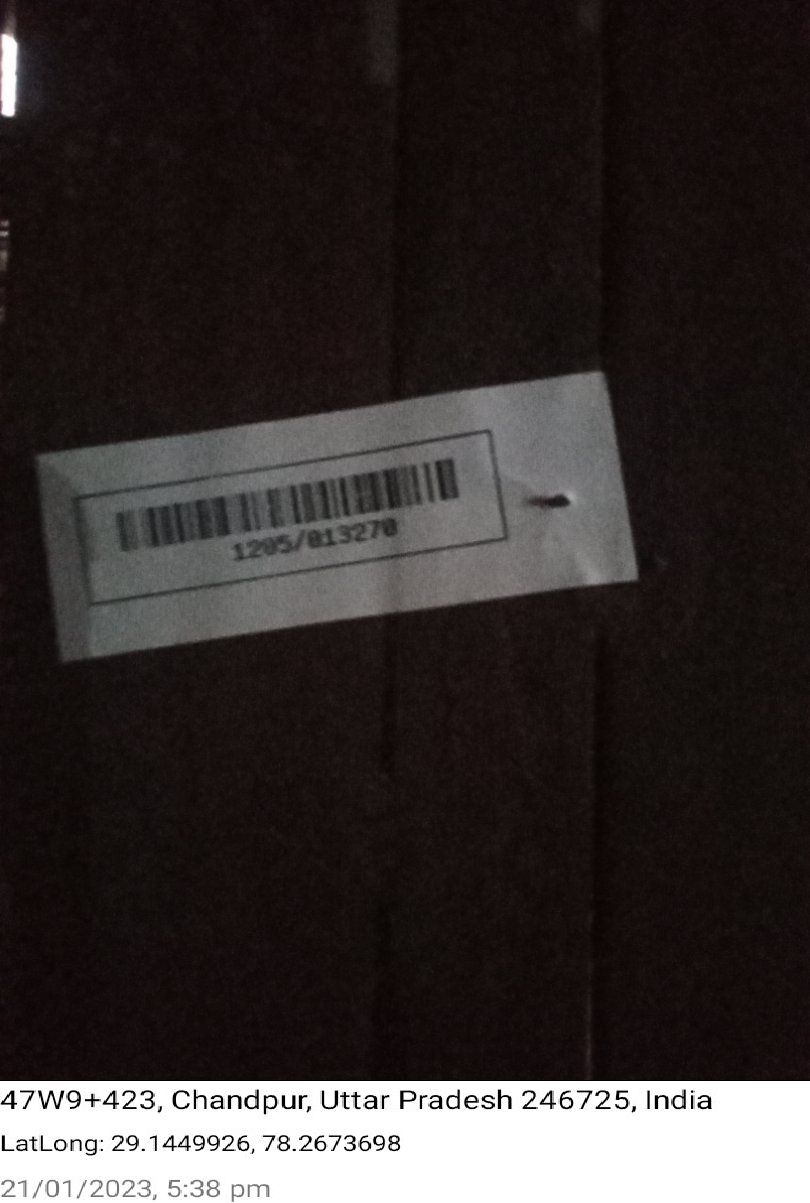 1205/013270
47W9+423, Chandpur, Uttar Pradesh 246725, India
LatLong: 29.1449926, 78.2673698
21/01/2023, 5:38 pm